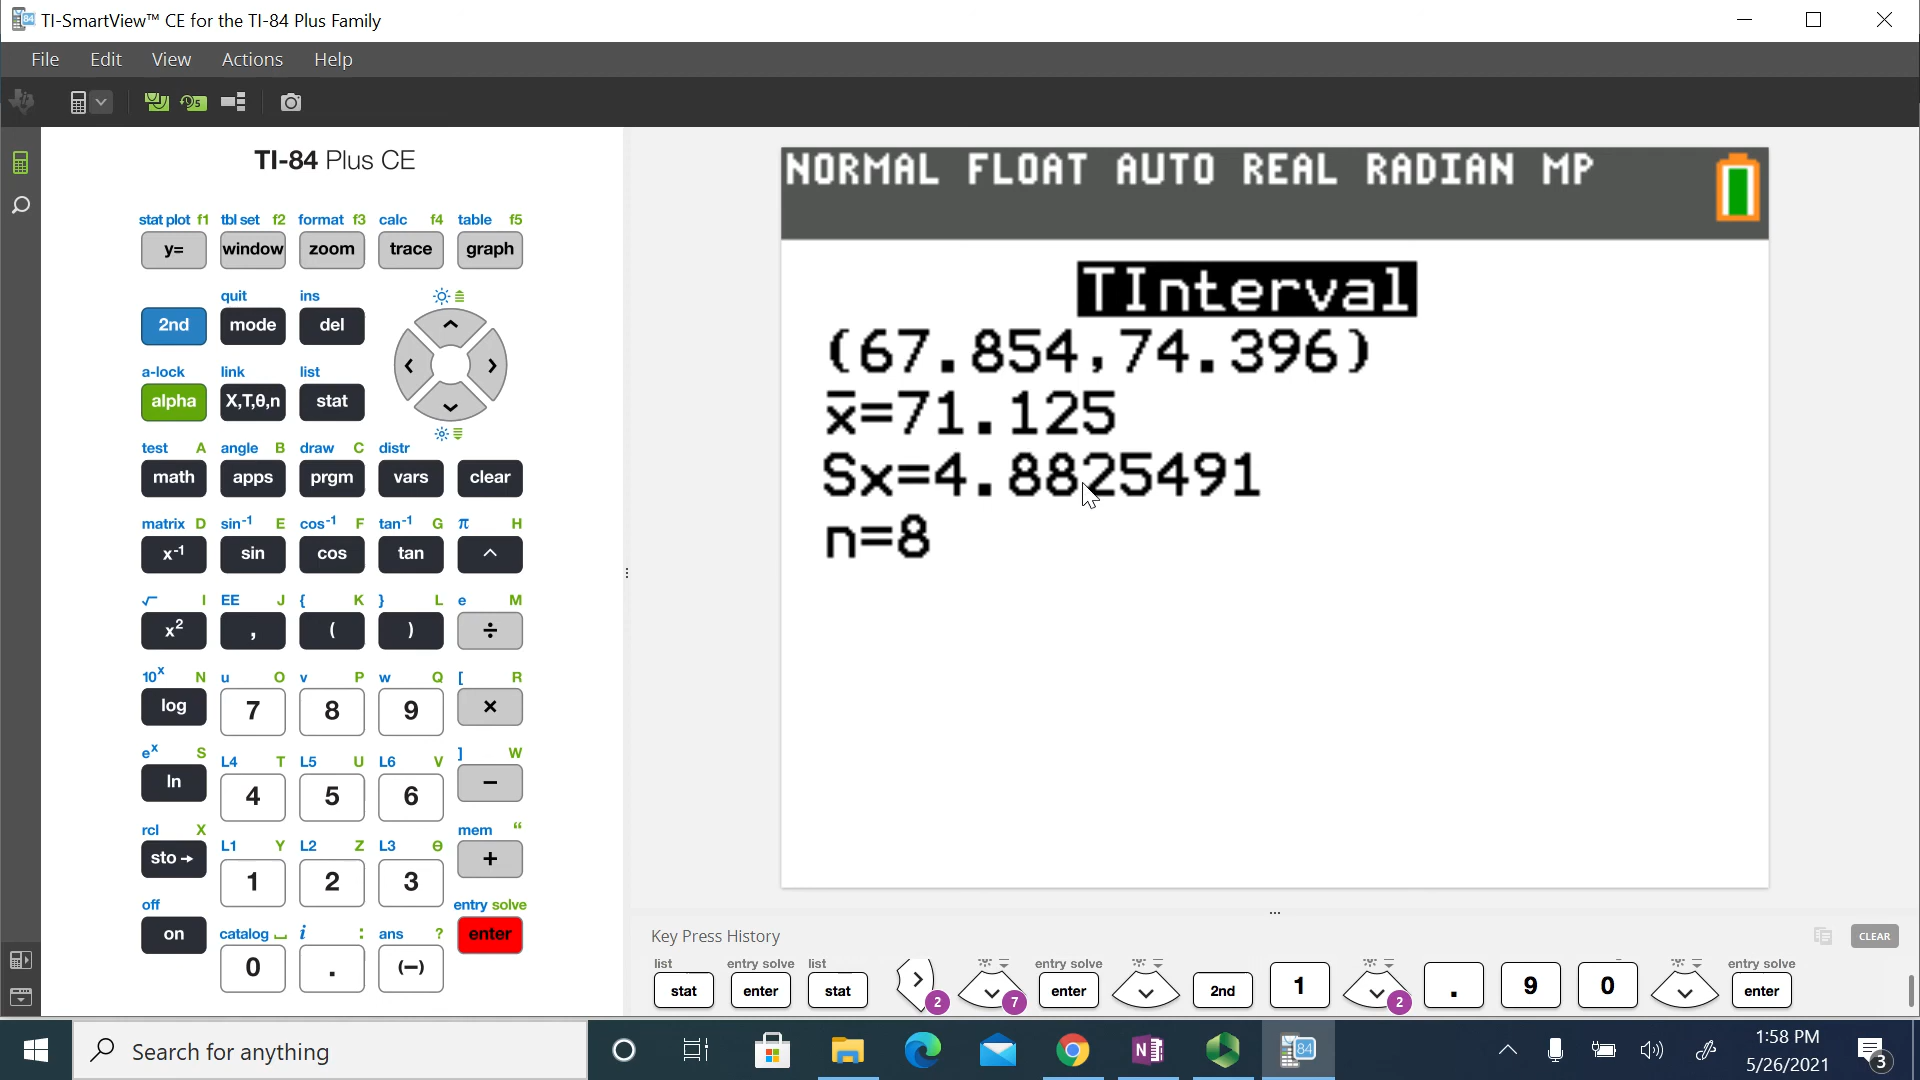 TI-SmartView™ CE for the TI-84 Plus Family
File Edit View Actions Help
TI-84 Plus CE
stat plot f1 tbl set f2 format f3 calc f4 table f5
y= window zoom trace graph
quit ins
2nd mode del
a-lock link list
alpha X,T,θ,n stat
test A angle B draw C distr
math apps prgm vars clear
matrix D sin⁻¹ E cos⁻¹ F tan⁻¹ G π H
x⁻¹ sin cos tan ^
√ I EE J { K } L e M
x² , ( ) ÷
10ˣ N u O v P w Q [ R
log 7 8 9 ×
eˣ S L4 T L5 U L6 V ] W
ln 4 5 6 −
rcl X L1 Y L2 Z L3 θ mem “
sto→ 1 2 3 +
off catalog ⎵ i : ans ? entry solve
on 0 . (−) enter
NORMAL FLOAT AUTO REAL RADIAN MP
TInterval
(67.854,74.396)
x̄=71.125
Sx=4.8825491
n=8
Key Press History
CLEAR
list entry solve list entry solve entry solve
stat enter stat 2 7 enter 2nd 1 2 . 9 0 enter
Search for anything
84
1:58 PM
5/26/2021
3